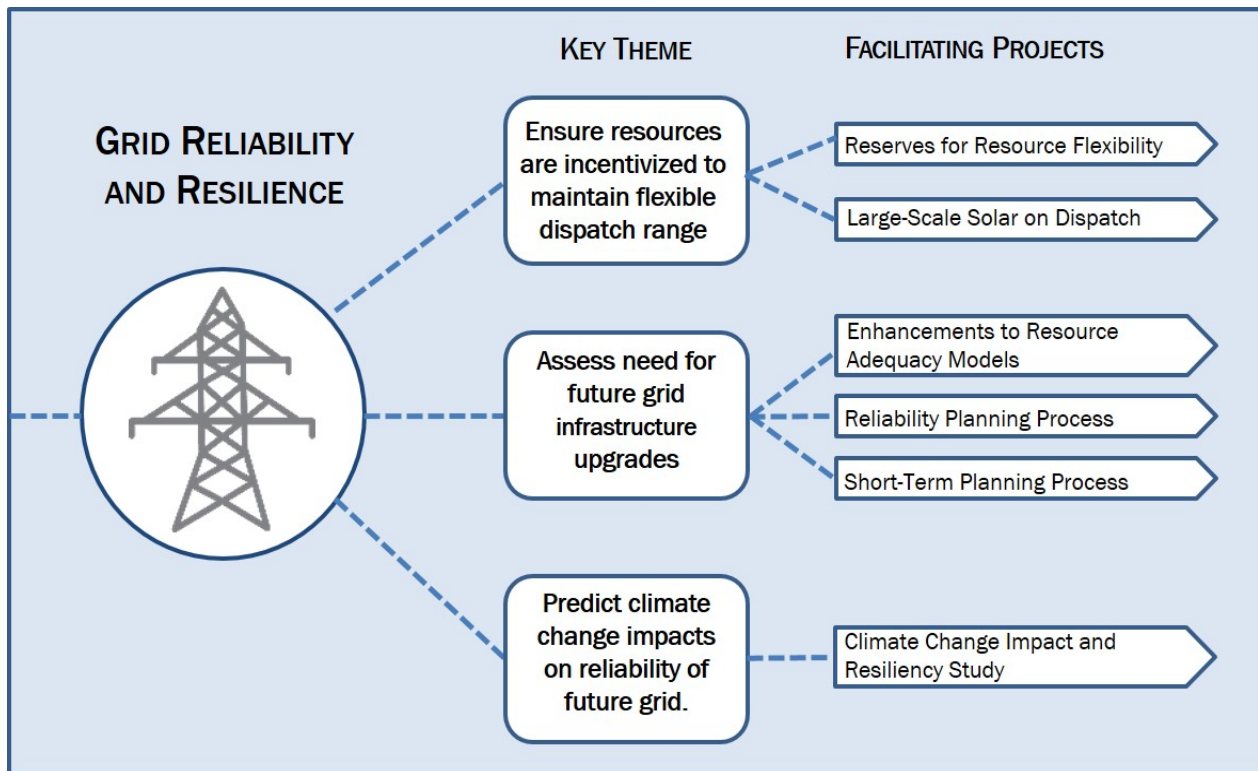 KEY THEME
FACILITATING PROJECTS
GRID RELIABILITY
AND RESILIENCE
Ensure resources
are incentivized to
maintain flexible
dispatch range
Reserves for Resource Flexibility
Large-Scale Solar on Dispatch
Assess need for
future grid
infrastructure
upgrades
Enhancements to Resource
Adequacy Models
Reliability Planning Process
Short-Term Planning Process
Predict climate
change impacts
on reliability of
future grid.
Climate Change Impact and
Resiliency Study